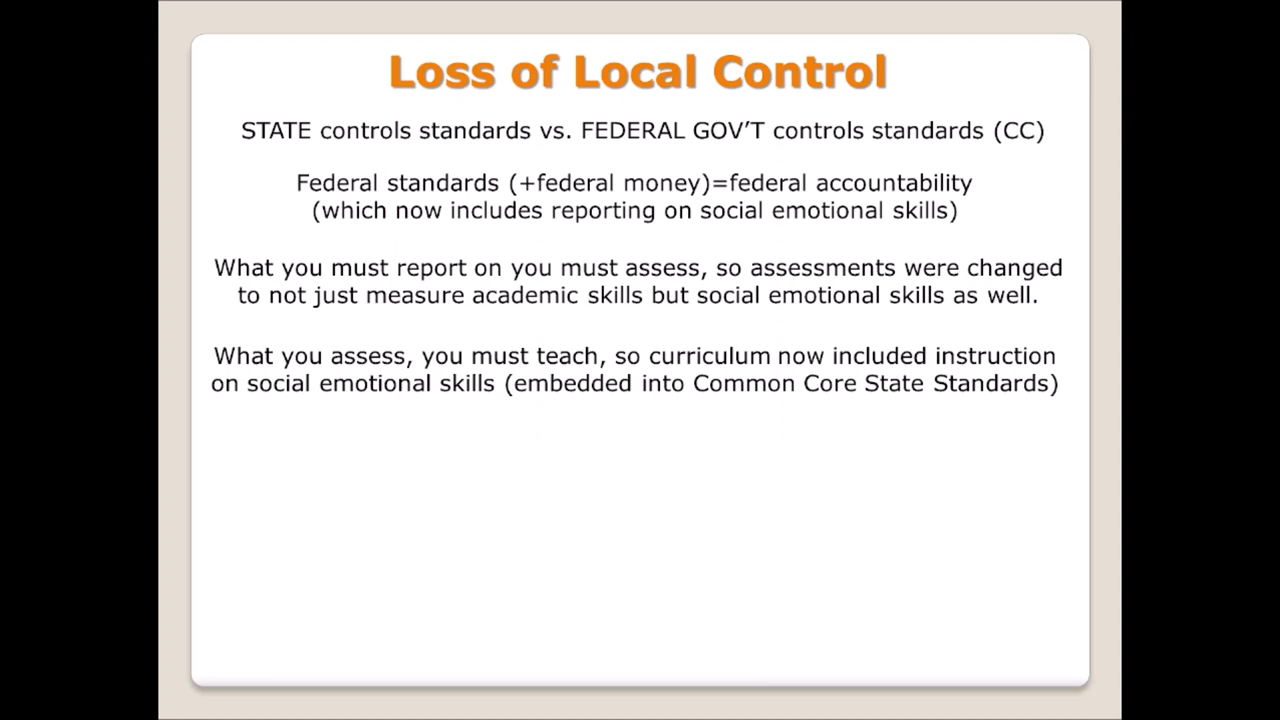 Loss of Local Control
STATE controls standards vs. FEDERAL GOV’T controls standards (CC)
Federal standards (+federal money)=federal accountability
(which now includes reporting on social emotional skills)
What you must report on you must assess, so assessments were changed
to not just measure academic skills but social emotional skills as well.
What you assess, you must teach, so curriculum now included instruction
on social emotional skills (embedded into Common Core State Standards)